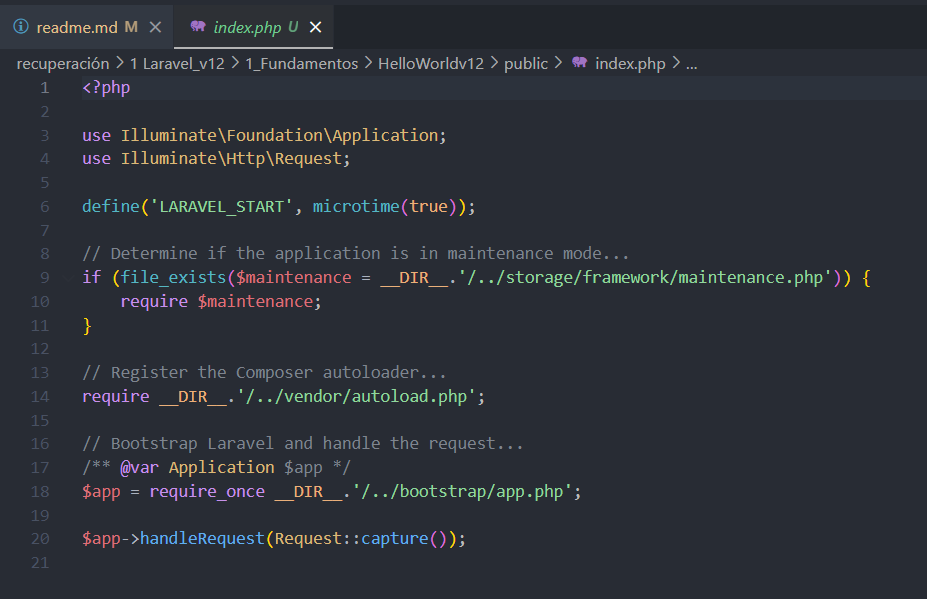 readme.md M ×
index.php U ×
recuperación > 1 Laravel_v12 > 1_Fundamentos > HelloWorldv12 > public > index.php > ...
1 <?php
2
3 use Illuminate\Foundation\Application;
4 use Illuminate\Http\Request;
5
6 define('LARAVEL_START', microtime(true));
7
8 // Determine if the application is in maintenance mode...
9 if (file_exists($maintenance = __DIR__.'/../storage/framework/maintenance.php')) {
10     require $maintenance;
11 }
12
13 // Register the Composer autoloader...
14 require __DIR__.'/../vendor/autoload.php';
15
16 // Bootstrap Laravel and handle the request...
17 /** @var Application $app */
18 $app = require_once __DIR__.'/../bootstrap/app.php';
19
20 $app->handleRequest(Request::capture());
21